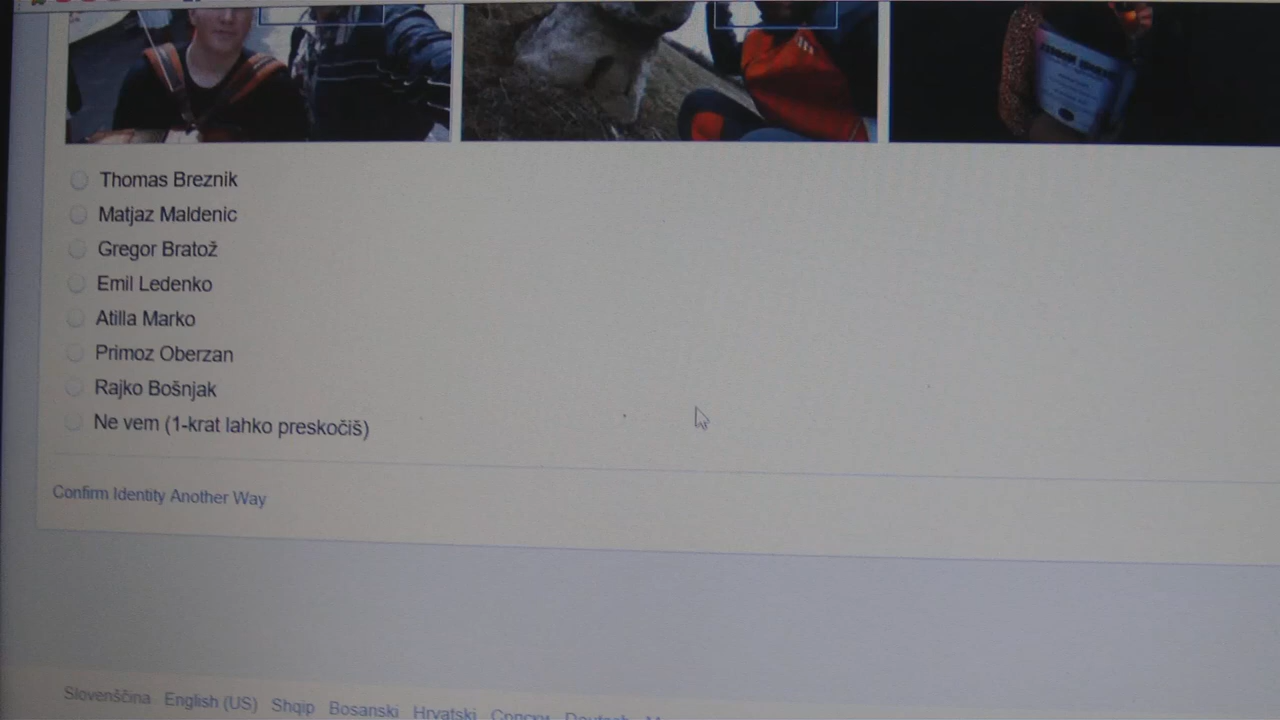 Thomas Breznik
Matjaz Maldenic
Gregor Bratož
Emil Ledenko
Atilla Marko
Primoz Oberzan
Rajko Bošnjak
Ne vem (1-krat lahko preskočiš)
Confirm Identity Another Way
Slovenščina English (US) Shqip Bosanski Hrvatski